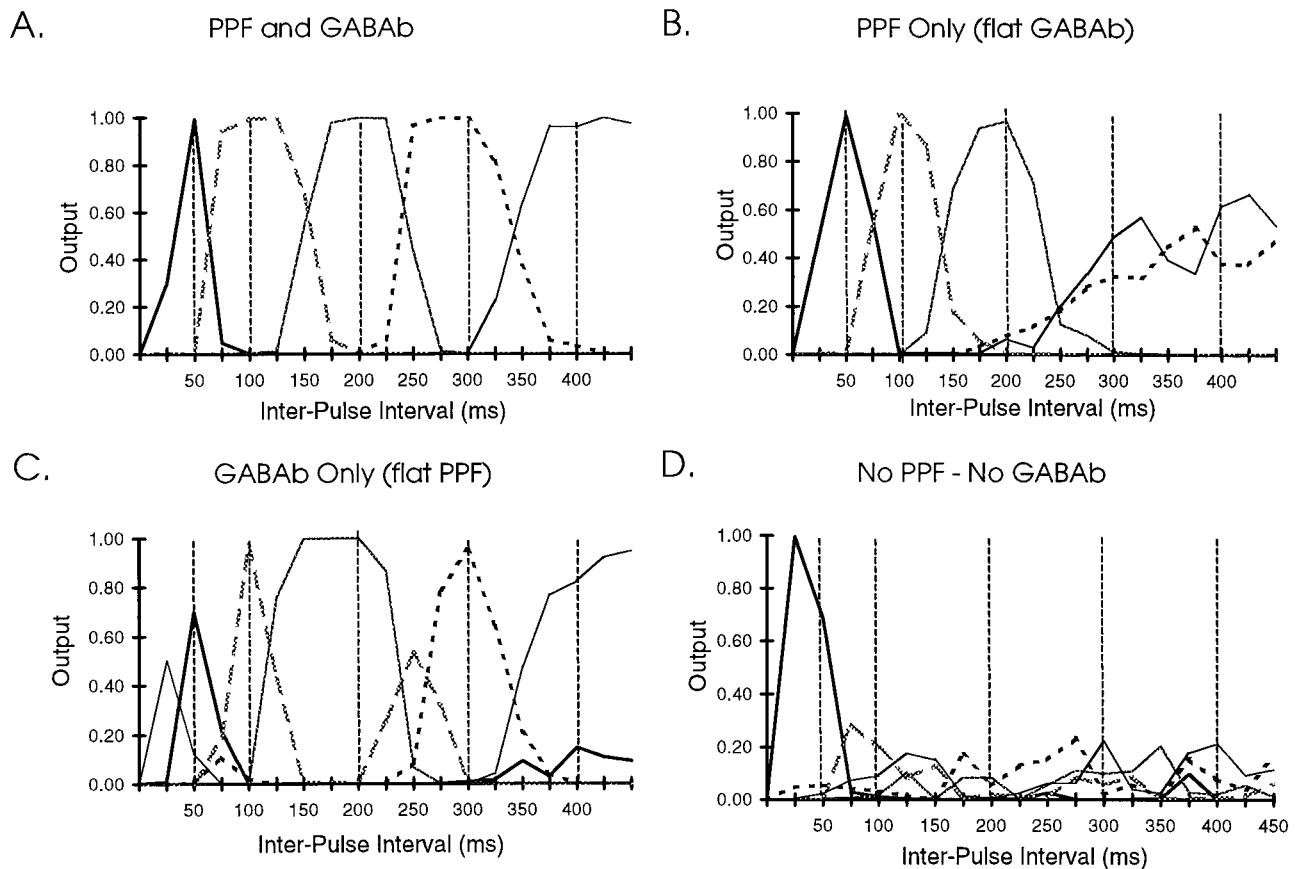 A.
PPF and GABAb
1.00
0.80
0.60
0.40
0.20
0.00
Output
50 100 150 200 250 300 350 400
Inter-Pulse Interval (ms)
B.
PPF Only (flat GABAb)
1.00
0.80
0.60
0.40
0.20
0.00
Output
50 100 150 200 250 300 350 400
Inter-Pulse Interval (ms)
C.
GABAb Only (flat PPF)
1.00
0.80
0.60
0.40
0.20
0.00
Output
50 100 150 200 250 300 350 400
Inter-Pulse Interval (ms)
D.
No PPF - No GABAb
1.00
0.80
0.60
0.40
0.20
0.00
Output
50 100 150 200 250 300 350 400 450
Inter-Pulse Interval (ms)